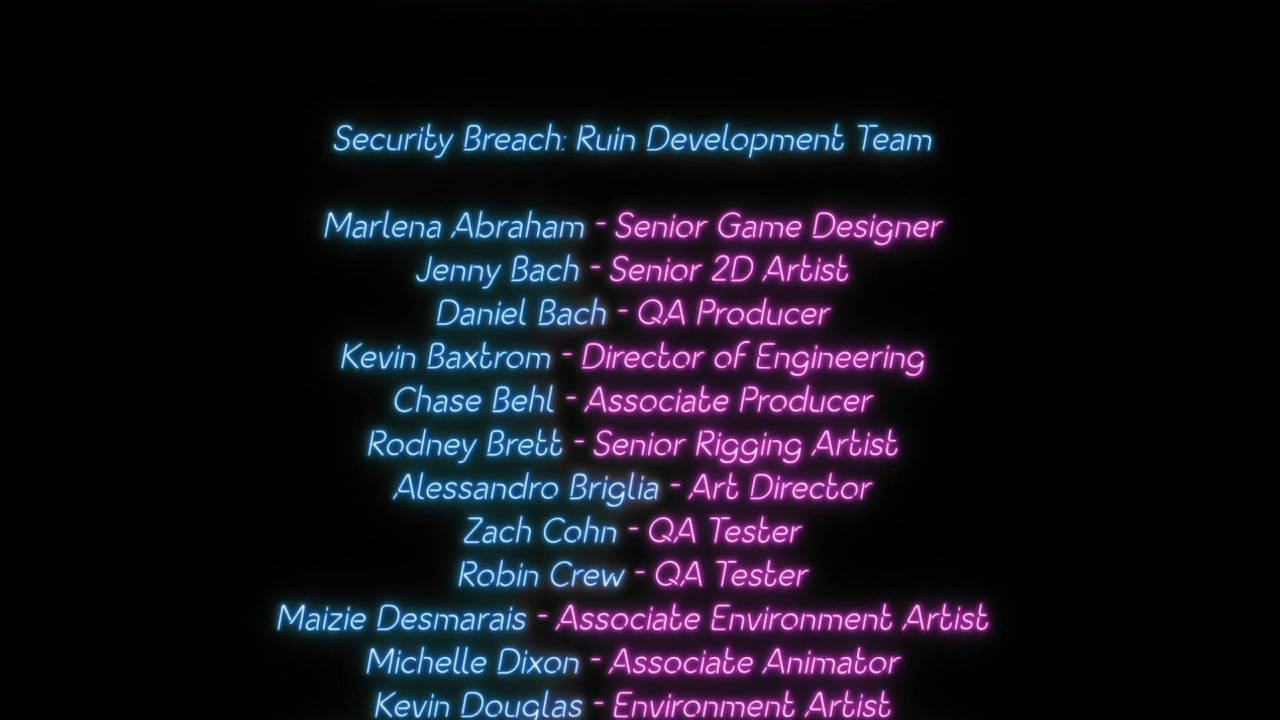 Security Breach: Ruin Development Team
Marlena Abraham - Senior Game Designer
Jenny Bach - Senior 2D Artist
Daniel Bach - QA Producer
Kevin Baxtrom - Director of Engineering
Chase Behl - Associate Producer
Rodney Brett - Senior Rigging Artist
Alessandro Briglia - Art Director
Zach Cohn - QA Tester
Robin Crew - QA Tester
Maizie Desmarais - Associate Environment Artist
Michelle Dixon - Associate Animator
Kevin Douglas - Environment Artist